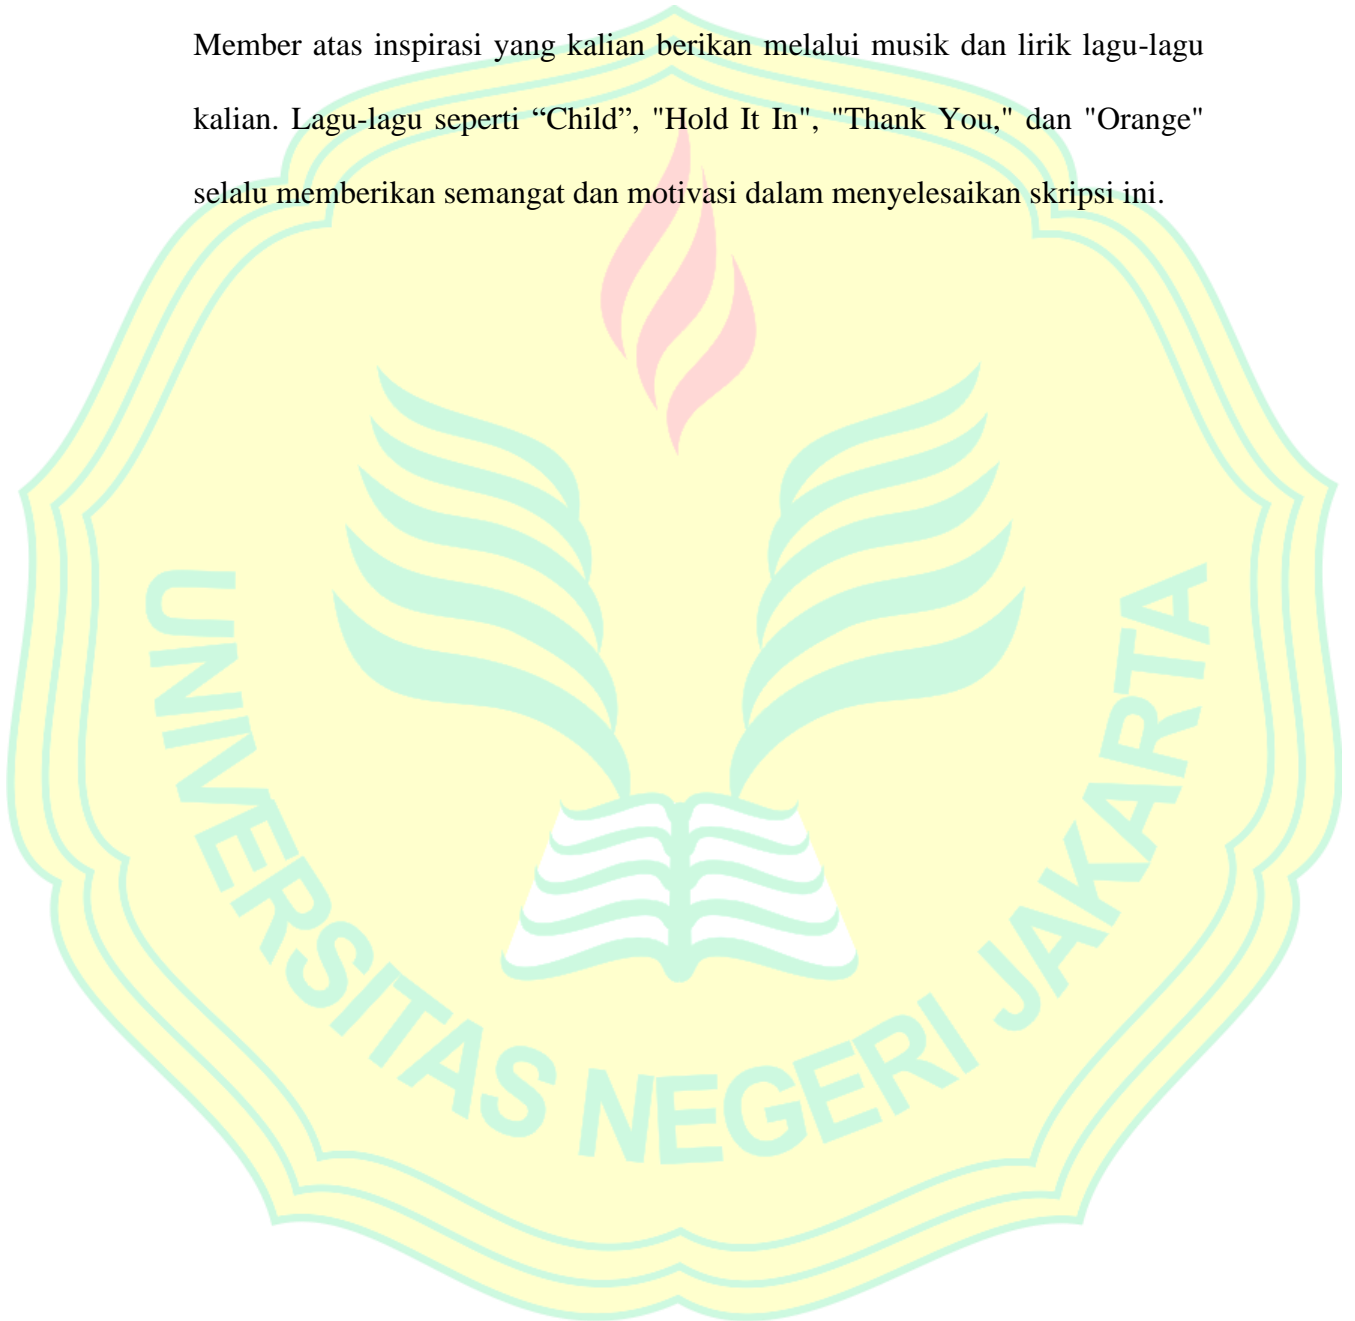 Member atas inspirasi yang kalian berikan melalui musik dan lirik lagu-lagu
kalian. Lagu-lagu seperti “Child”, "Hold It In", "Thank You," dan "Orange"
selalu memberikan semangat dan motivasi dalam menyelesaikan skripsi ini.
UNIVERSITAS NEGERI JAKARTA